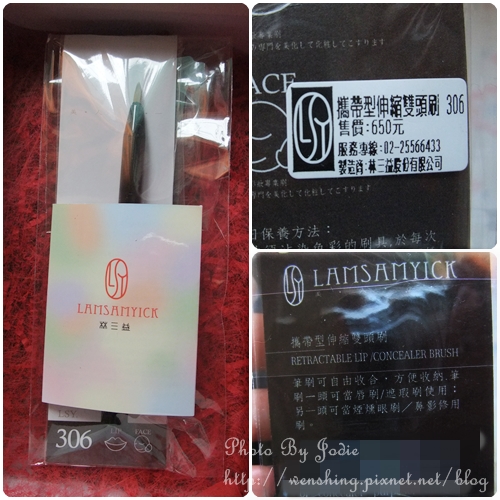 LSY
LAMSAMYICK
林三益
LSY
306
LIP
FACE
攜帶型伸縮雙頭刷 306
售價:650元
服務專線:02-25566433
製造商:林三益股份有限公司
FACE
保養方法:
LAMSAMYICK
攜帶型伸縮雙頭刷
RETRACTABLE LIP/CONCEALER BRUSH
筆刷可自由收合,方便收納,筆
刷一頭可當唇刷/遮瑕刷使用;
另一頭可當煙燻眼刷/鼻影修用
刷。
Photo By Jodie
http://wenshing.pixnet.net/blog